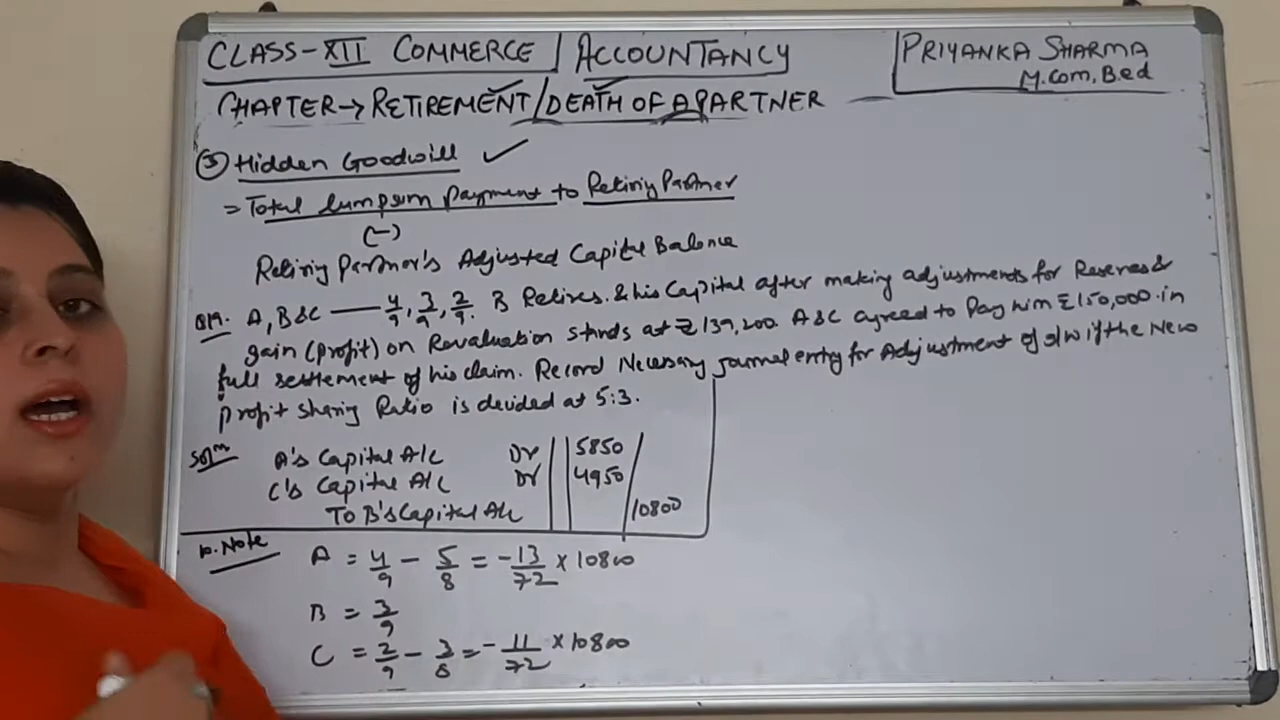 CLASS-XII COMMERCE | ACCOUNTANCY
PRIYANKA SHARMA
M.Com, B.ed
CHAPTER → RETIREMENT/DEATH OF A PARTNER
③ Hidden Goodwill ✓
= Total lumpsum payment to Retiring Partner
(-)
Retiring Partner's Adjusted Capital Balance
Q19. A, B & C — 4/9, 3/9, 2/9. B Retires. & his Capital after making adjustments for Reserves &
gain (profit) on Revaluation stands at ₹ 139,200. A & C agreed to Pay him ₹ 150,000 in
full settlement of his claim. Record Necessary journal entry for Adjustment of G/w if the New
profit sharing Ratio is decided at 5:3.
Solⁿ
A's Capital A/c Dr 5850
C's Capital A/c Dr 4950
To B's Capital A/c 10800
W. Note
A = 4/9 - 5/8 = -13/72 × 10800
B = 3/9
C = 2/9 - 3/8 = -11/72 × 10800